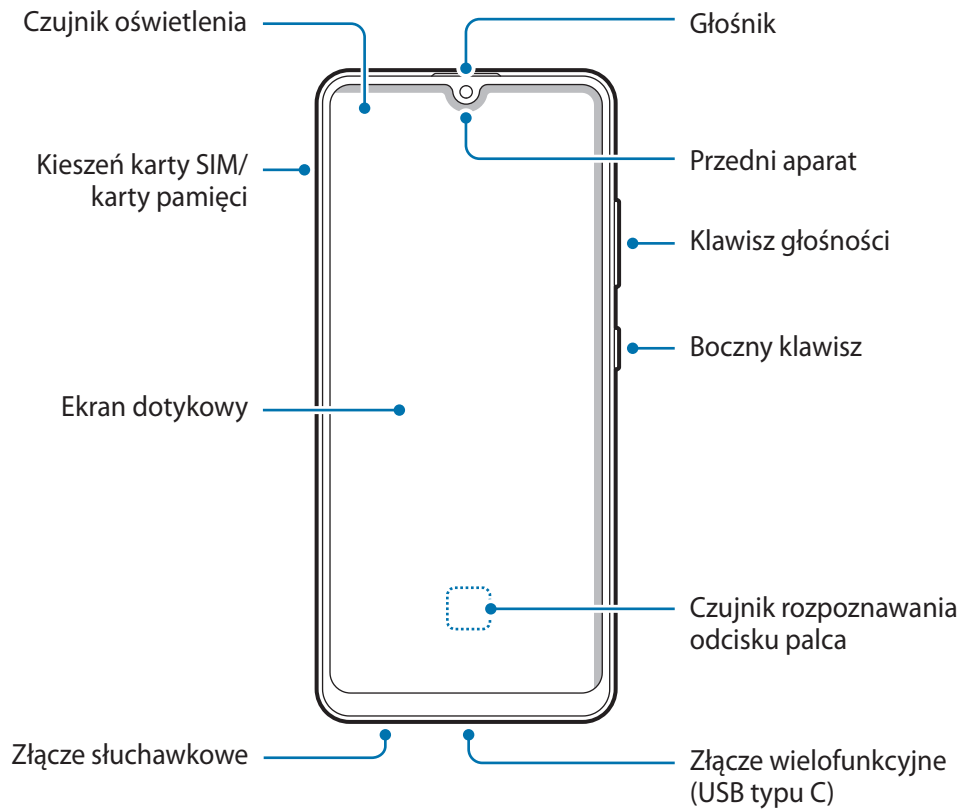 Czujnik oświetlenia
Głośnik
Kieszeń karty SIM/
karty pamięci
Przedni aparat
Klawisz głośności
Boczny klawisz
Ekran dotykowy
Czujnik rozpoznawania
odcisku palca
Złącze słuchawkowe
Złącze wielofunkcyjne
(USB typu C)